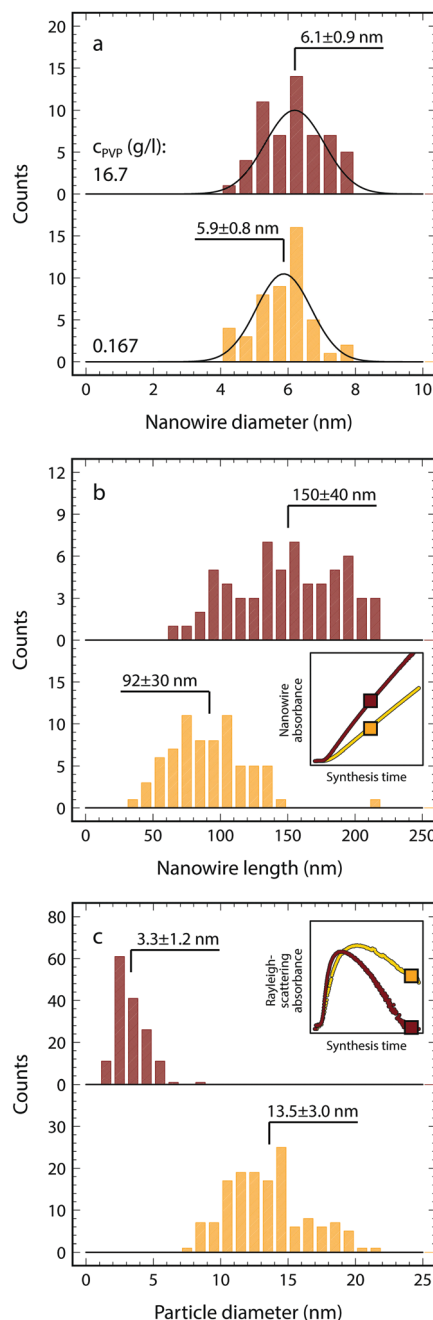 a
6.1±0.9 nm
20
15
10
5
0
c_PVP (g/l):
16.7
Counts
5.9±0.8 nm
15
10
5
0
0.167
0 2 4 6 8 10
Nanowire diameter (nm)
b
12
9
6
3
0
150±40 nm
Counts
92±30 nm
15
10
5
0
Nanowire
absorbance
Synthesis time
0 50 100 150 200 250
Nanowire length (nm)
c
80
60
40
20
0
3.3±1.2 nm
Rayleigh-
scattering
absorbance
Synthesis time
Counts
13.5±3.0 nm
30
20
10
0
0 5 10 15 20 25
Particle diameter (nm)